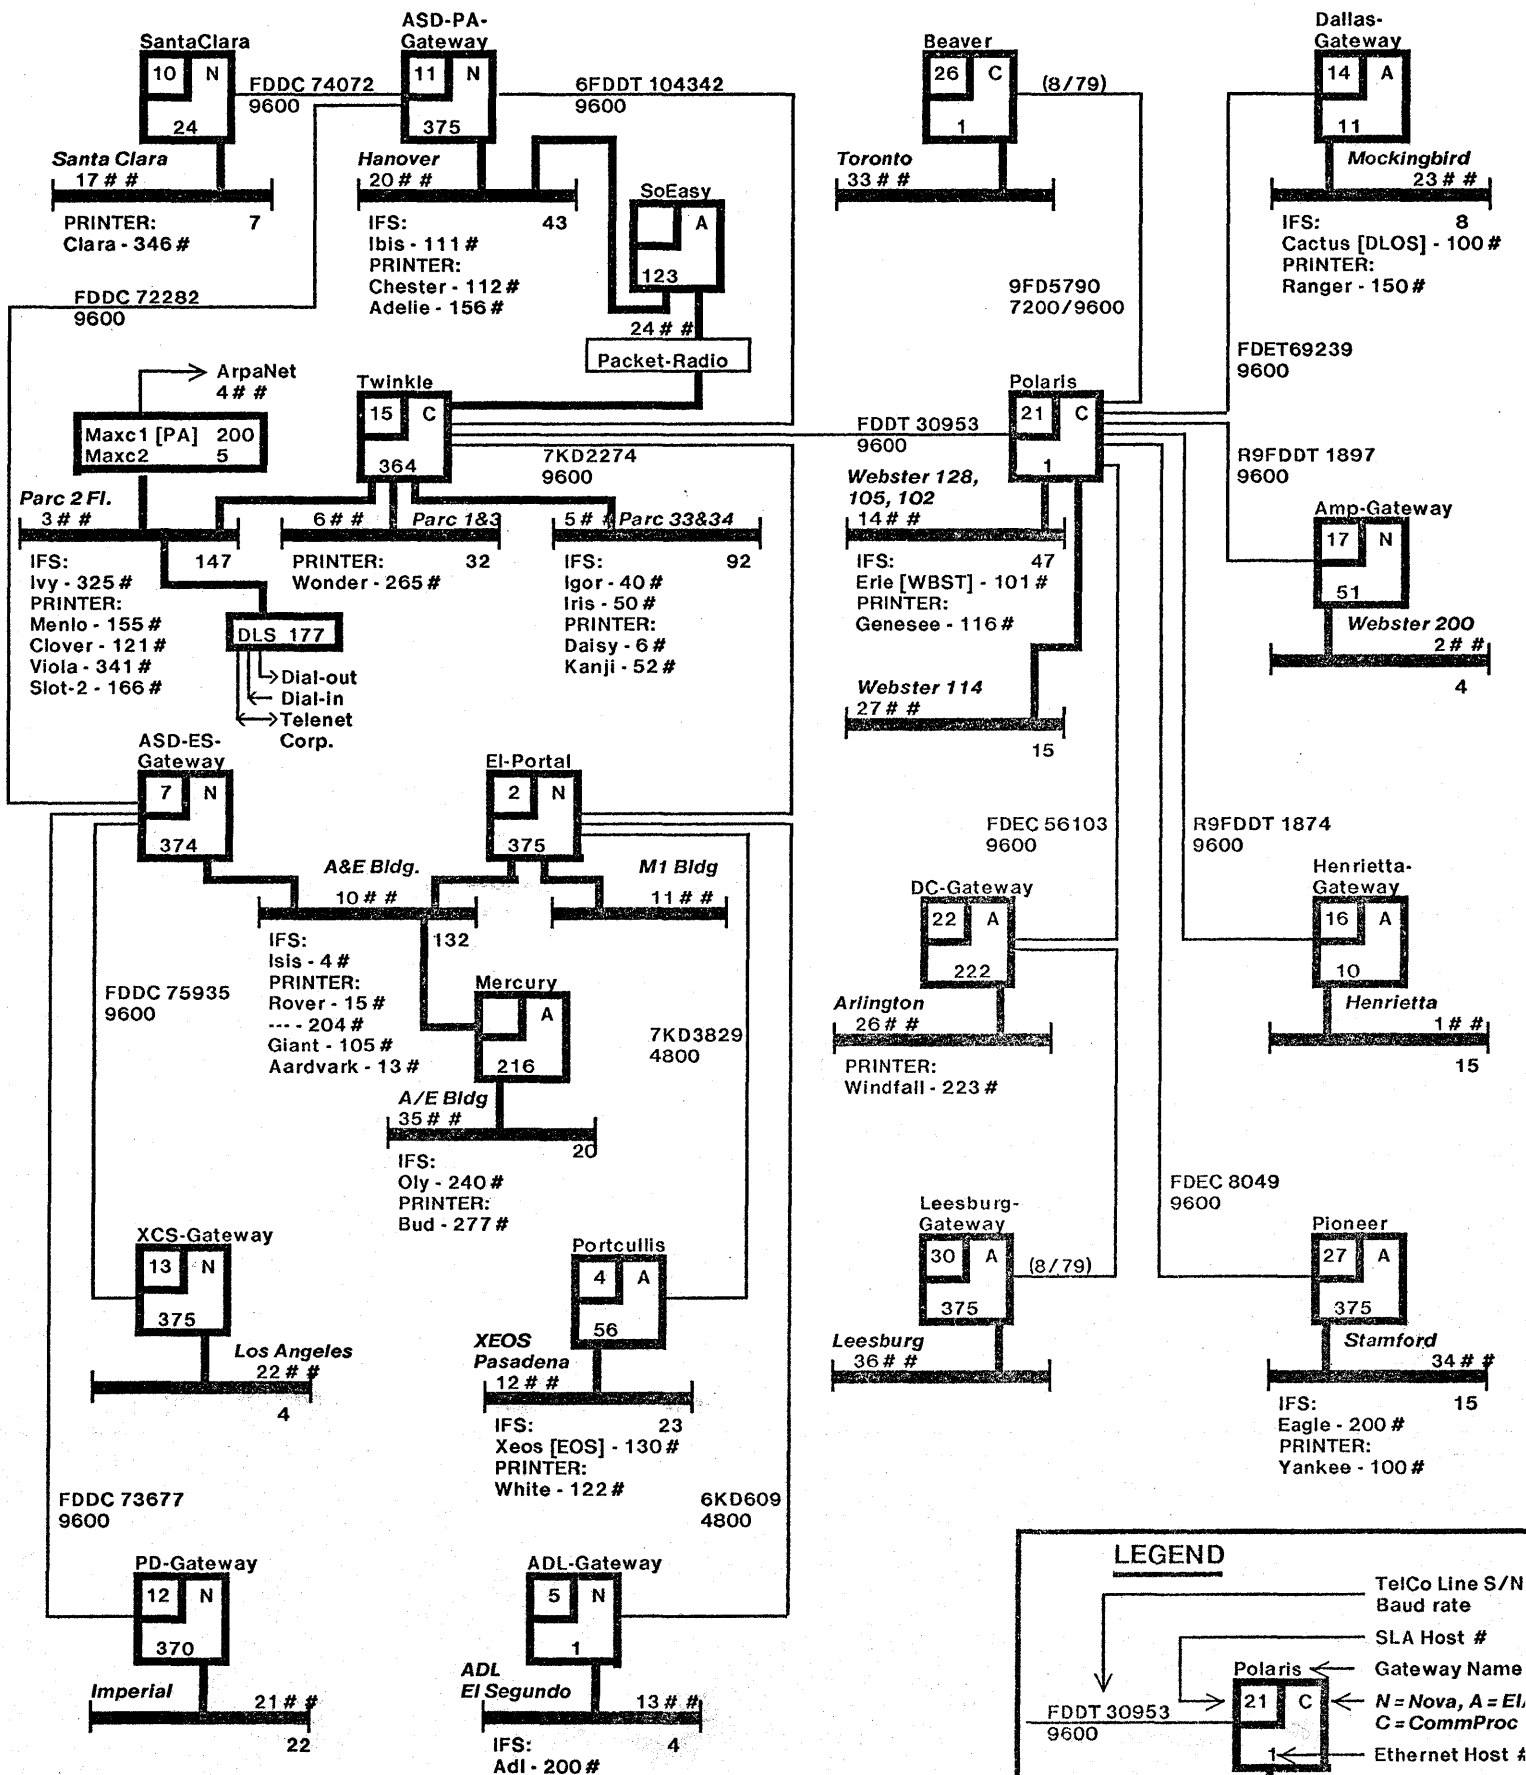 SantaClara
10 N
24
FDDC 74072
9600
ASD-PA-
Gateway
11 N
375
6FDDT 104342
9600
Beaver
26 C
1
(8/79)
Dallas-
Gateway
14 A
11
Santa Clara
17 # #
PRINTER: 7
Clara - 346 #
Hanover
20 # #
IFS: 43
Ibis - 111 #
PRINTER:
Chester - 112 #
Adelie - 156 #
SoEasy
A
123
24 # #
Packet-Radio
Toronto
33 # #
Mockingbird
23 # #
IFS: 8
Cactus [DLOS] - 100 #
PRINTER:
Ranger - 150 #
FDDC 72282
9600
9FD5790
7200/9600
FDET69239
9600
ArpaNet
4 # #
Maxc1 [PA] 200
Maxc2 5
Twinkle
15 C
364
7KD2274
9600
FDDT 30953
9600
Polaris
21 C
1
R9FDDT 1897
9600
Parc 2 Fl.
3 # #
IFS: 147
Ivy - 325 #
PRINTER:
Menlo - 155 #
Clover - 121 #
Viola - 341 #
Slot-2 - 166 #
DLS 177
Dial-out
Dial-in
Telenet
Corp.
6 # # Parc 1&3
PRINTER: 32
Wonder - 265 #
5 # # Parc 33&34
IFS: 92
Igor - 40 #
Iris - 50 #
PRINTER:
Daisy - 6 #
Kanji - 52 #
Webster 128,
105, 102
14 # #
IFS: 47
Erie [WBST] - 101 #
PRINTER:
Genesee - 116 #
Webster 114
27 # #
15
Amp-Gateway
17 N
51
Webster 200
2 # #
4
ASD-ES-
Gateway
7 N
374
El-Portal
2 N
375
A&E Bldg.
10 # #
132
IFS:
Isis - 4 #
PRINTER:
Rover - 15 #
--- - 204 #
Giant - 105 #
Aardvark - 13 #
M1 Bldg
11 # #
Mercury
A
216
A/E Bldg
35 # #
20
IFS:
Oly - 240 #
PRINTER:
Bud - 277 #
FDDC 75935
9600
7KD3829
4800
FDEC 56103
9600
R9FDDT 1874
9600
DC-Gateway
22 A
222
Arlington
26 # #
PRINTER:
Windfall - 223 #
Henrietta-
Gateway
16 A
10
Henrietta
1 # #
15
XCS-Gateway
13 N
375
Los Angeles
22 # #
4
Portcullis
4 A
56
XEOS
Pasadena
12 # #
IFS: 23
Xeos [EOS] - 130 #
PRINTER:
White - 122 #
Leesburg-
Gateway
30 A
375
(8/79)
Leesburg
36 # #
FDEC 8049
9600
Pioneer
27 A
375
Stamford
34 # #
IFS: 15
Eagle - 200 #
PRINTER:
Yankee - 100 #
FDDC 73677
9600
6KD609
4800
PD-Gateway
12 N
370
Imperial
21 # #
22
ADL-Gateway
5 N
1
ADL
El Segundo
13 # #
IFS: 4
Adl - 200 #
LEGEND
TelCo Line S/N
Baud rate
SLA Host #
Polaris
Gateway Name
21 C
N = Nova, A = El
C = CommProc
FDDT 30953
9600
1
Ethernet Host #